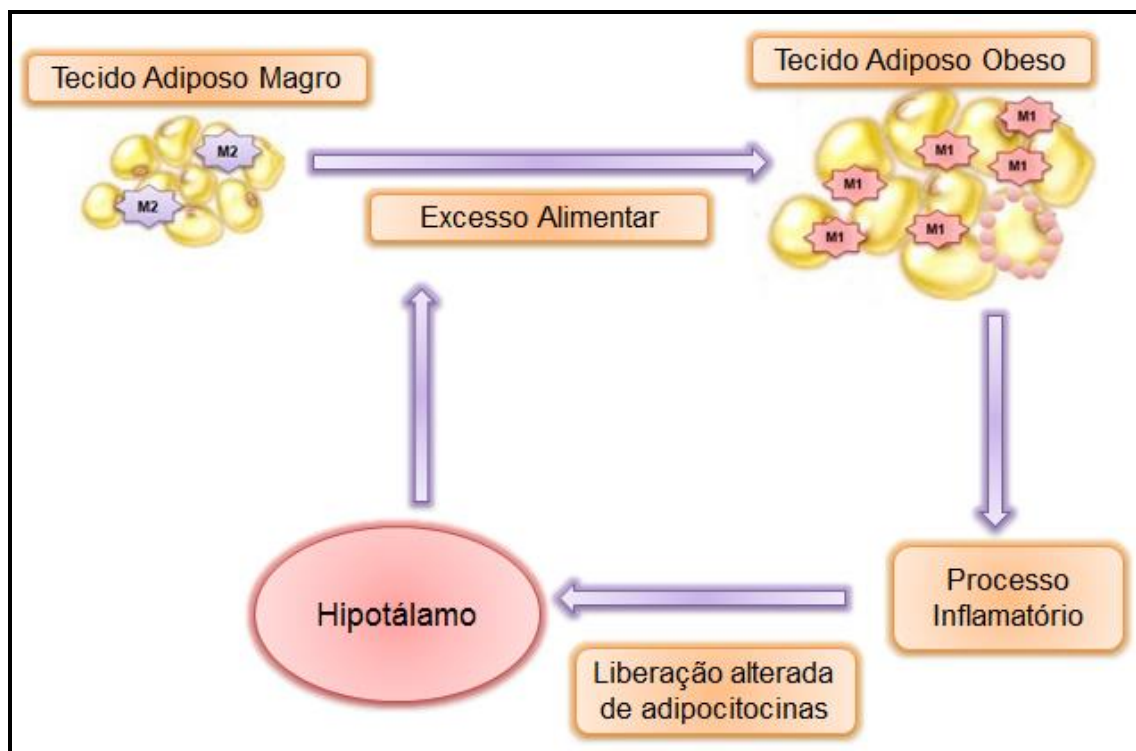 Tecido Adiposo Magro
Tecido Adiposo Obeso
M2
M2
M1
M1
M1
M1
M1
M1
Excesso Alimentar
Processo
Inflamatório
Hipotálamo
Liberação alterada
de adipocitocinas